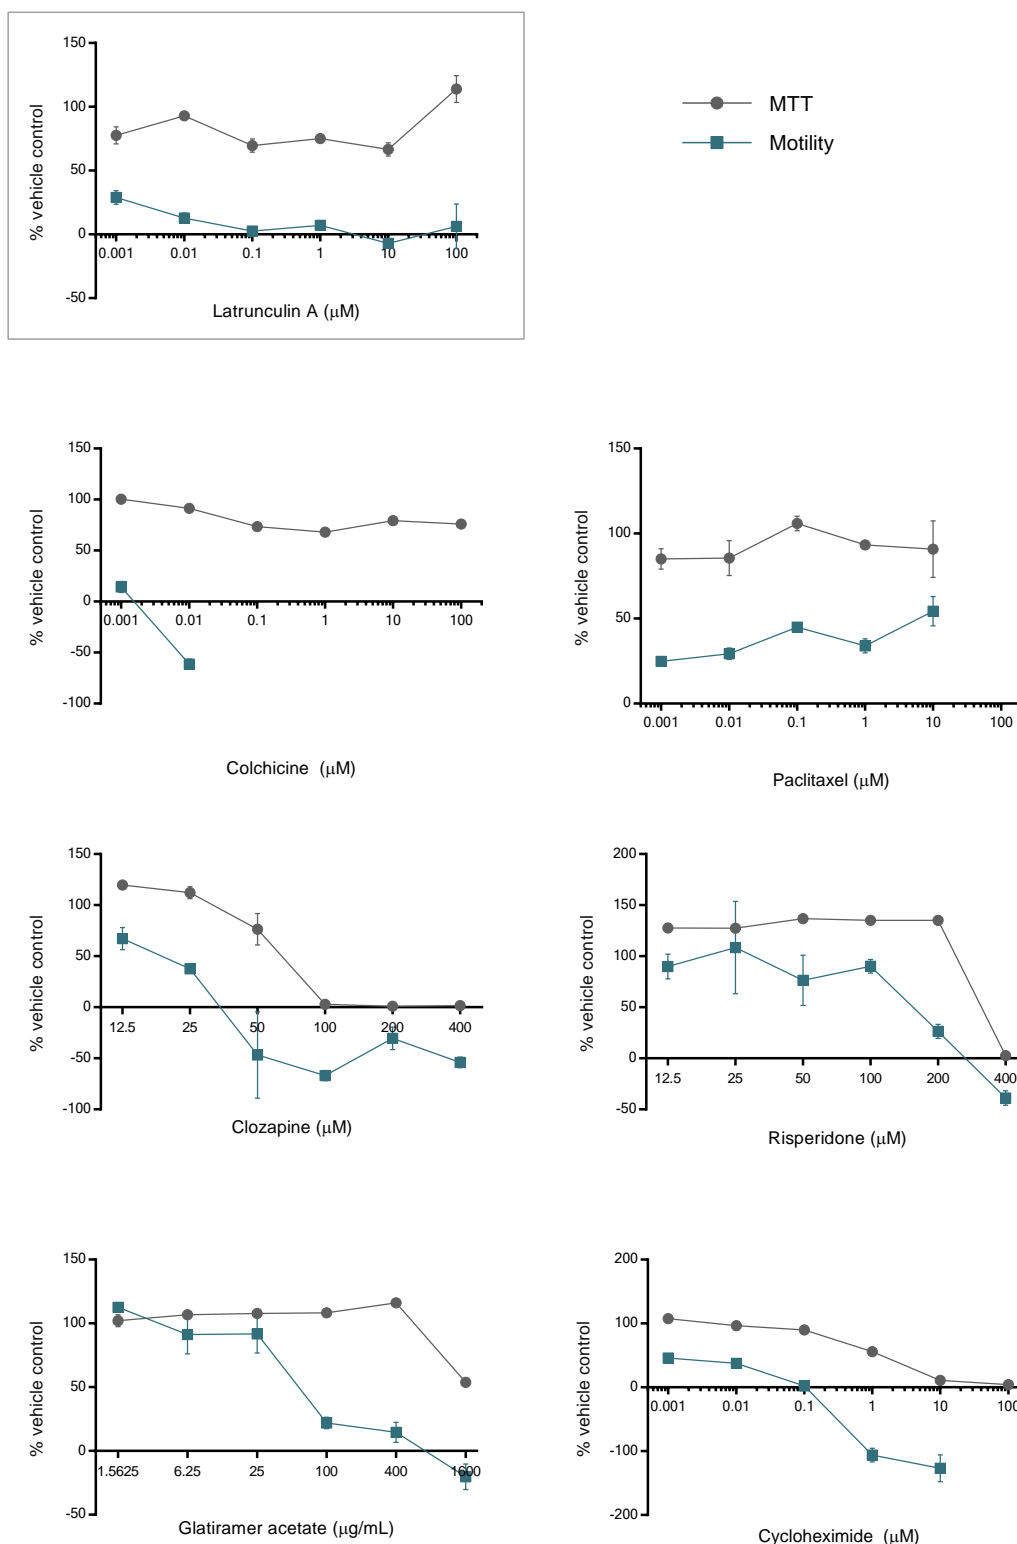 150
100
50
0
-50
% vehicle control
0.001 0.01 0.1 1 10 100
Latrunculin A (μM)
MTT
Motility
150
100
50
0
-50
-100
% vehicle control
0.001 0.01 0.1 1 10 100
Colchicine (μM)
150
100
50
0
% vehicle control
0.001 0.01 0.1 1 10 100
Paclitaxel (μM)
150
100
50
0
-50
-100
% vehicle control
12.5 25 50 100 200 400
Clozapine (μM)
200
150
100
50
0
-50
% vehicle control
12.5 25 50 100 200 400
Risperidone (μM)
150
100
50
0
-50
% vehicle control
1.5625 6.25 25 100 400 1600
Glatiramer acetate (μg/mL)
200
100
0
-100
-200
% vehicle control
0.001 0.01 0.1 1 10 100
Cycloheximide (μM)